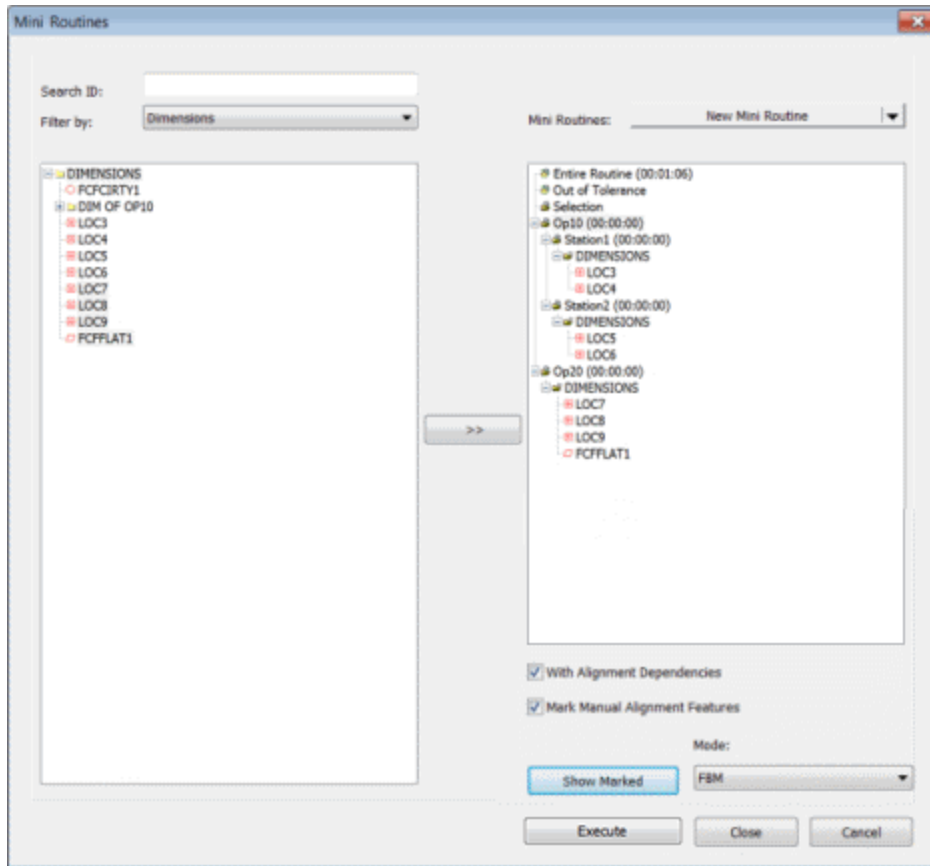 Mini Routines
Search ID:
Filter by:
Dimensions
DIMENSIONS
FCFCIRTY1
DIM OF OP10
LOC3
LOC4
LOC5
LOC6
LOC7
LOC8
LOC9
FCFFLAT1
>>
Mini Routines:
New Mini Routine
Entire Routine (00:01:06)
Out of Tolerence
Selection
Op10 (00:00:00)
Station1 (00:00:00)
DIMENSIONS
LOC3
LOC4
Station2 (00:00:00)
DIMENSIONS
LOC5
LOC6
Op20 (00:00:00)
DIMENSIONS
LOC7
LOC8
LOC9
FCFFLAT1
With Alignment Dependencies
Mark Manual Alignment Features
Mode:
Show Marked
FBM
Execute
Close
Cancel